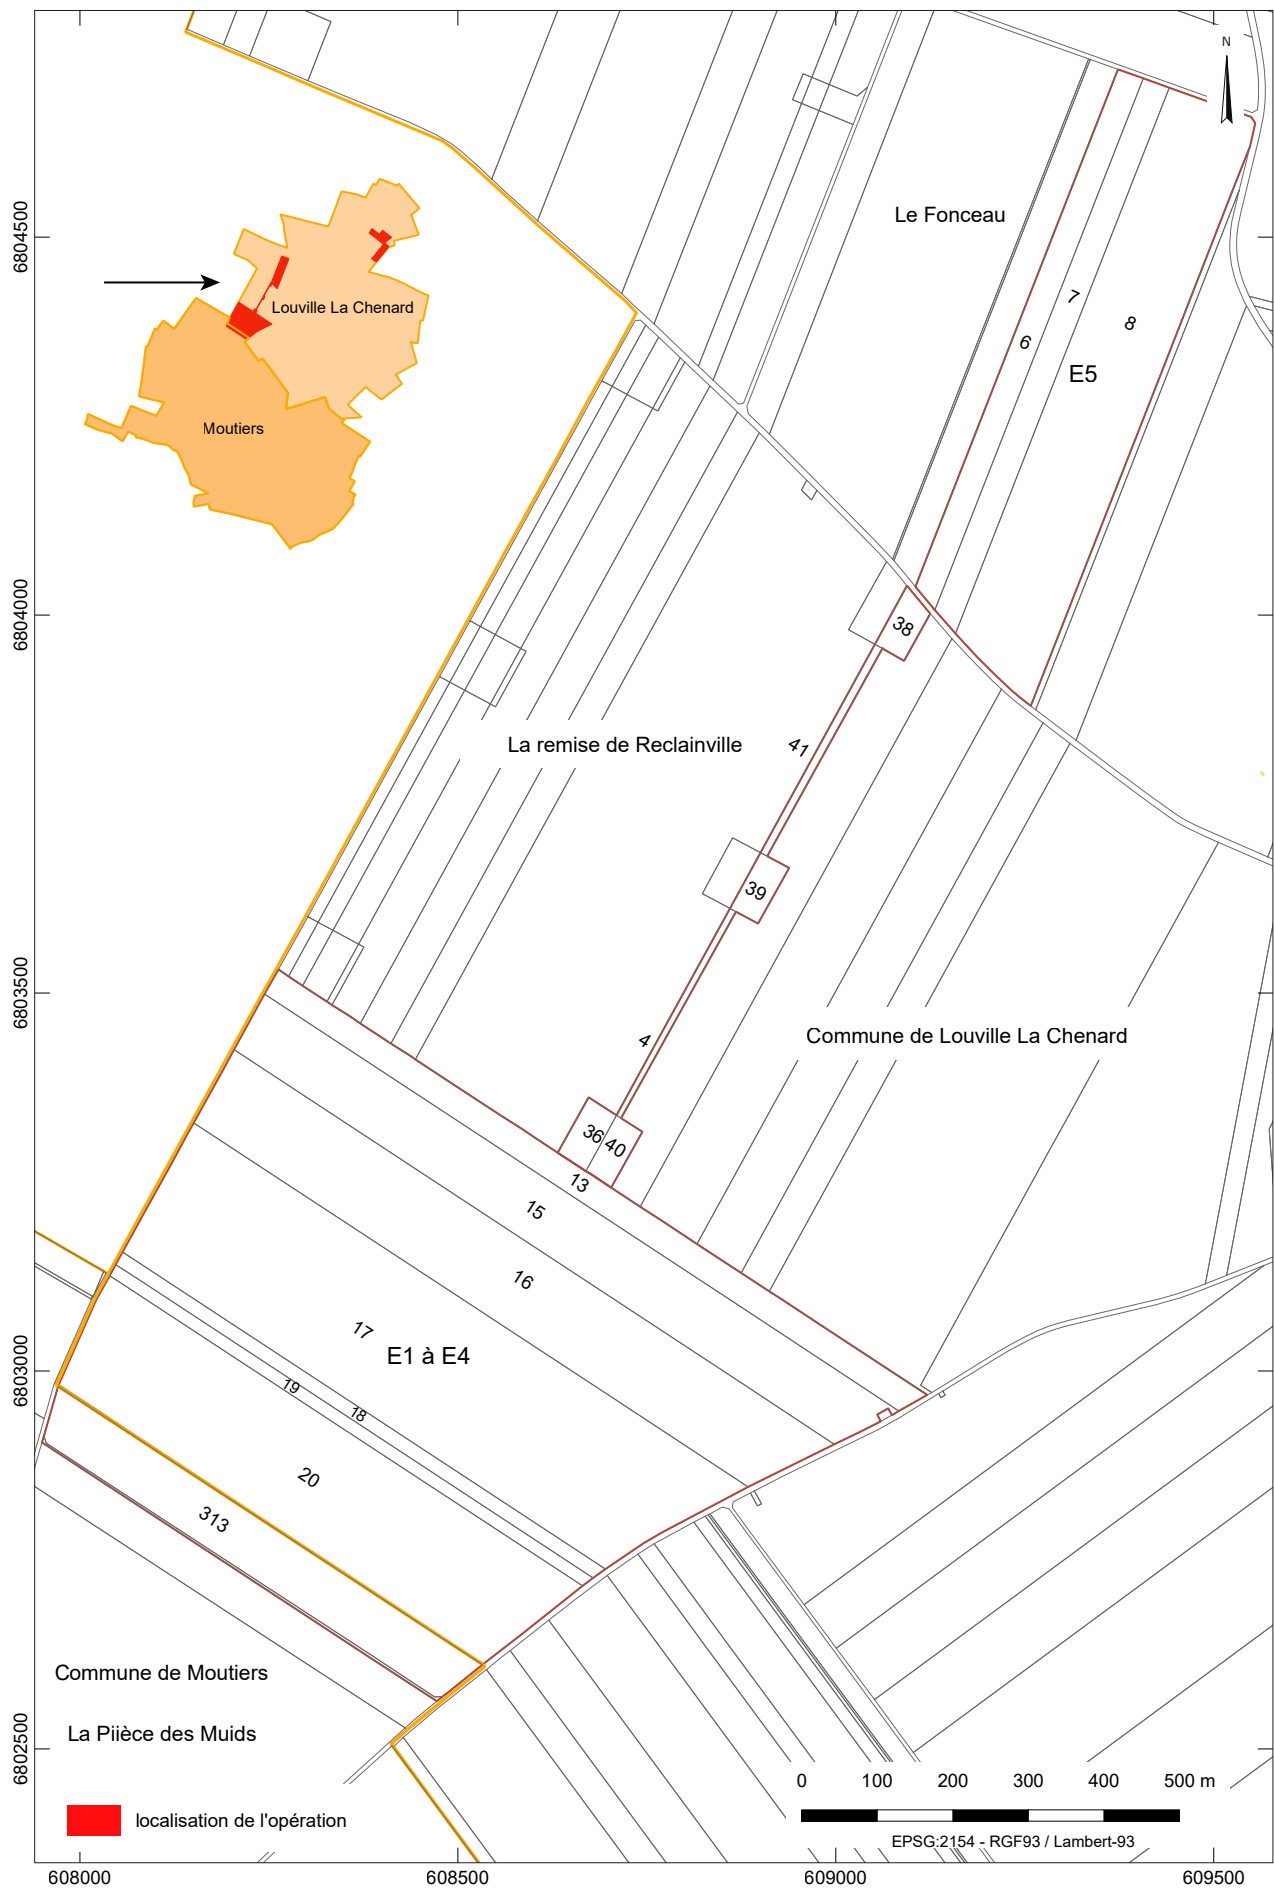 N
Le Fonceau
6804500
7
8
6
E5
Louville La Chenard
Moutiers
6804000
38
La remise de Reclainville
41
39
6803500
4
Commune de Louville La Chenard
36
40
13
15
16
17
E1 à E4
6803000
19
18
20
313
Commune de Moutiers
La Piièce des Muids
6802500
0 100 200 300 400 500 m
localisation de l'opération
EPSG:2154 - RGF93 / Lambert-93
608000 608500 609000 609500